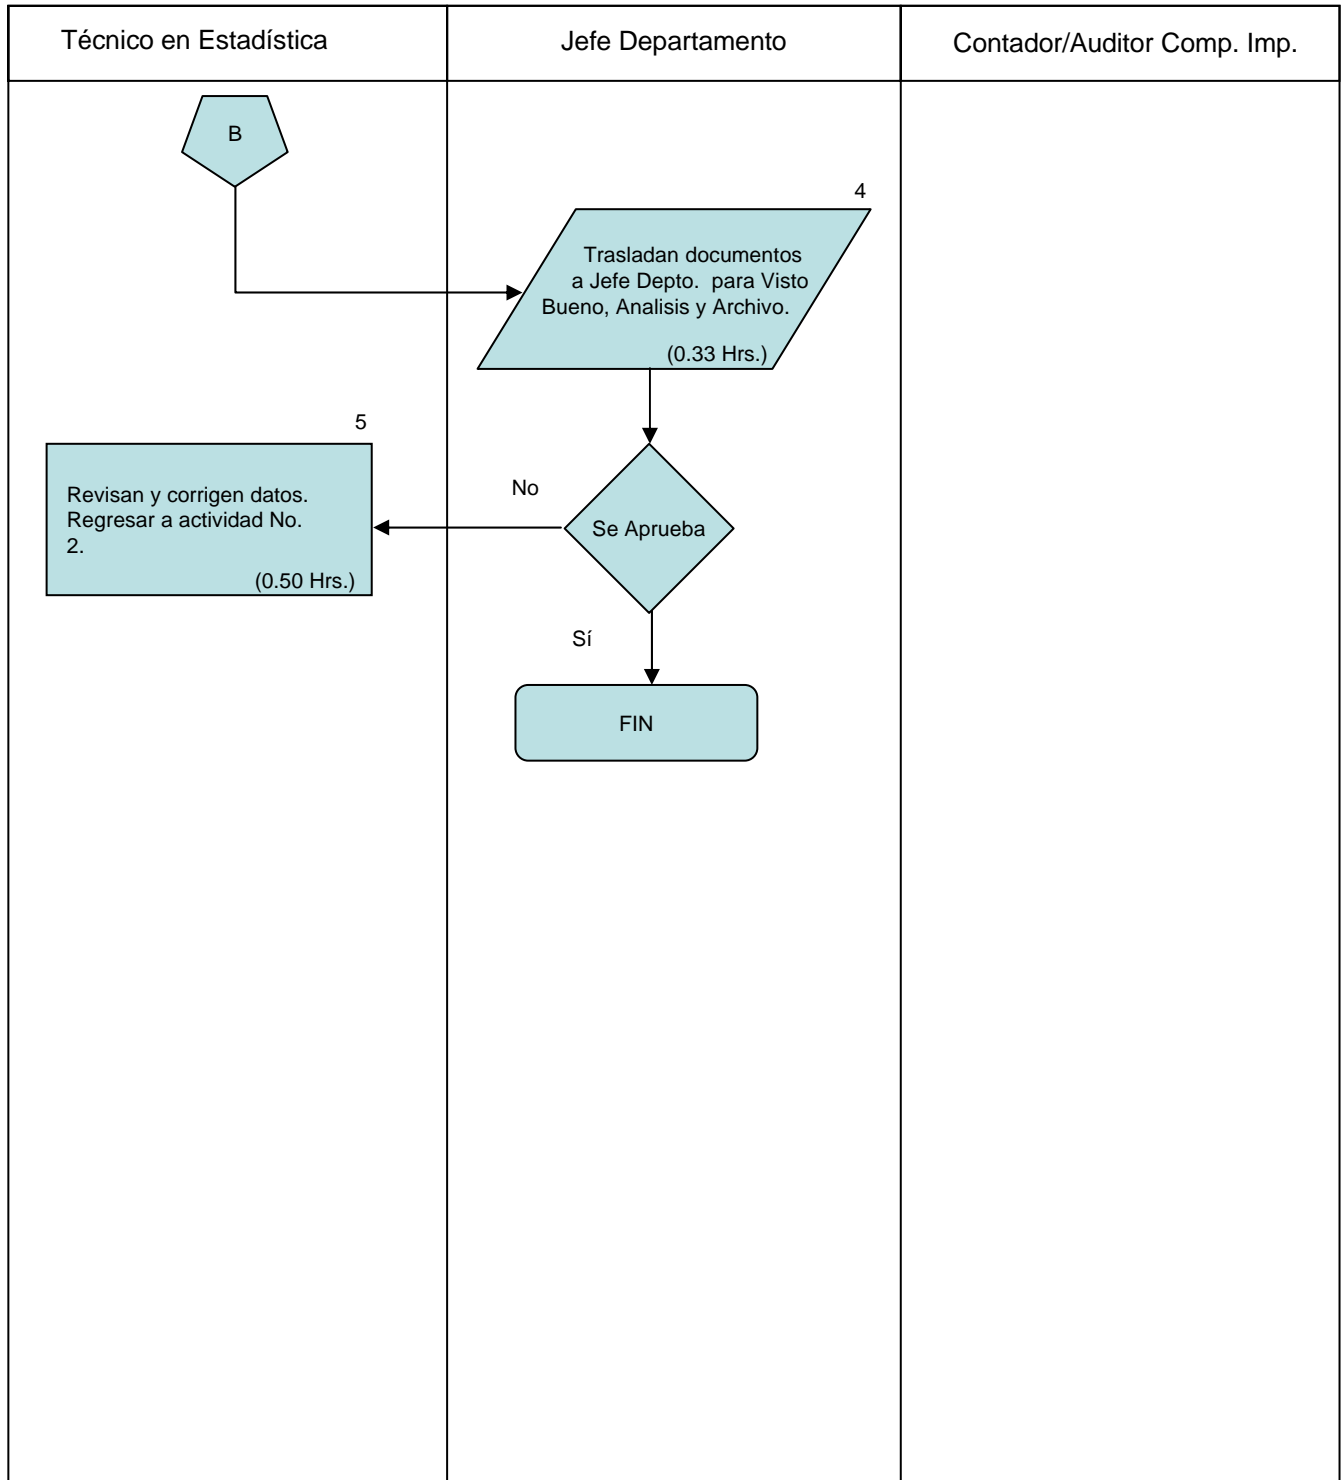 Técnico en Estadística
Jefe Departamento
Contador/Auditor Comp. Imp.
B
4
Trasladan documentos
a Jefe Depto. para Visto
Bueno, Analisis y Archivo.
(0.33 Hrs.)
5
Revisan y corrigen datos.
Regresar a actividad No.
2.
(0.50 Hrs.)
No
Se Aprueba
Sí
FIN